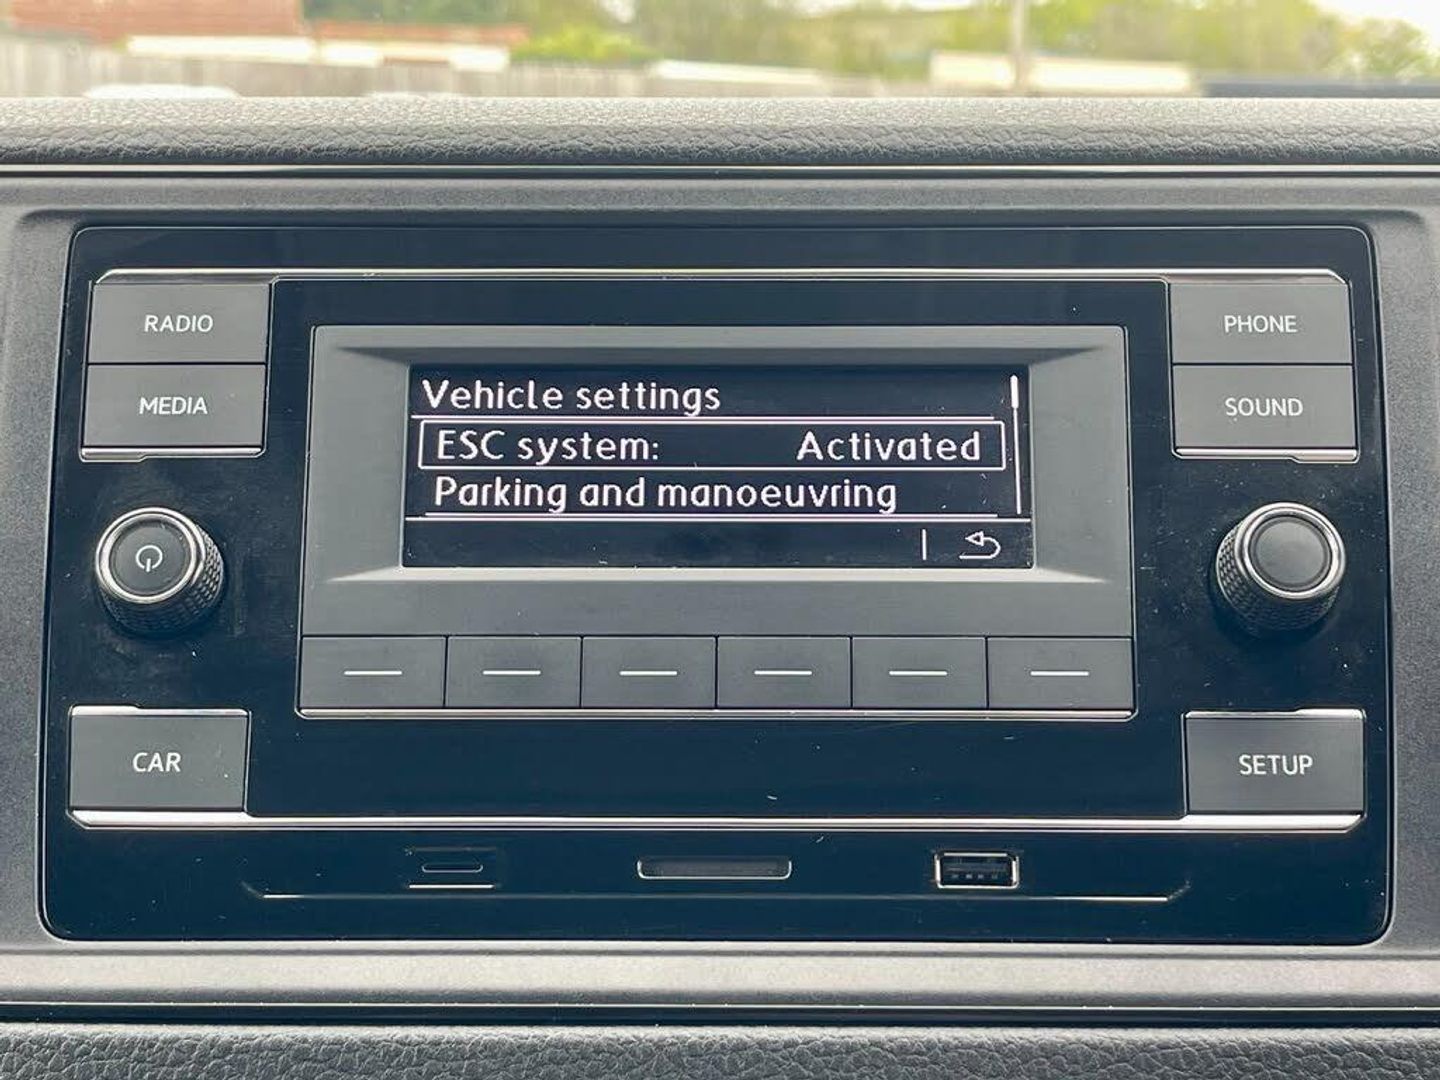 RADIO
MEDIA
PHONE
SOUND
Vehicle settings
ESC system: Activated
Parking and manoeuvring
CAR
SETUP